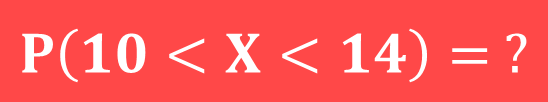 P(10 < X < 14) = ?